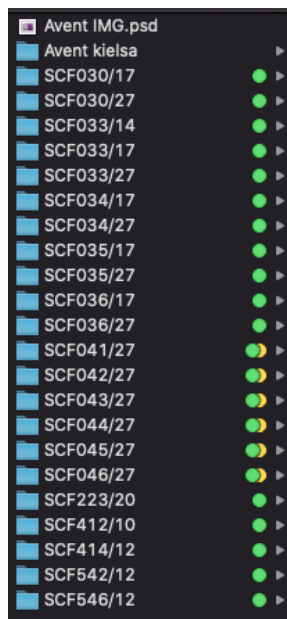 Avent IMG.psd
Avent kielsa
SCF030/17
SCF030/27
SCF033/14
SCF033/17
SCF033/27
SCF034/17
SCF034/27
SCF035/17
SCF035/27
SCF036/17
SCF036/27
SCF041/27
SCF042/27
SCF043/27
SCF044/27
SCF045/27
SCF046/27
SCF223/20
SCF412/10
SCF414/12
SCF542/12
SCF546/12